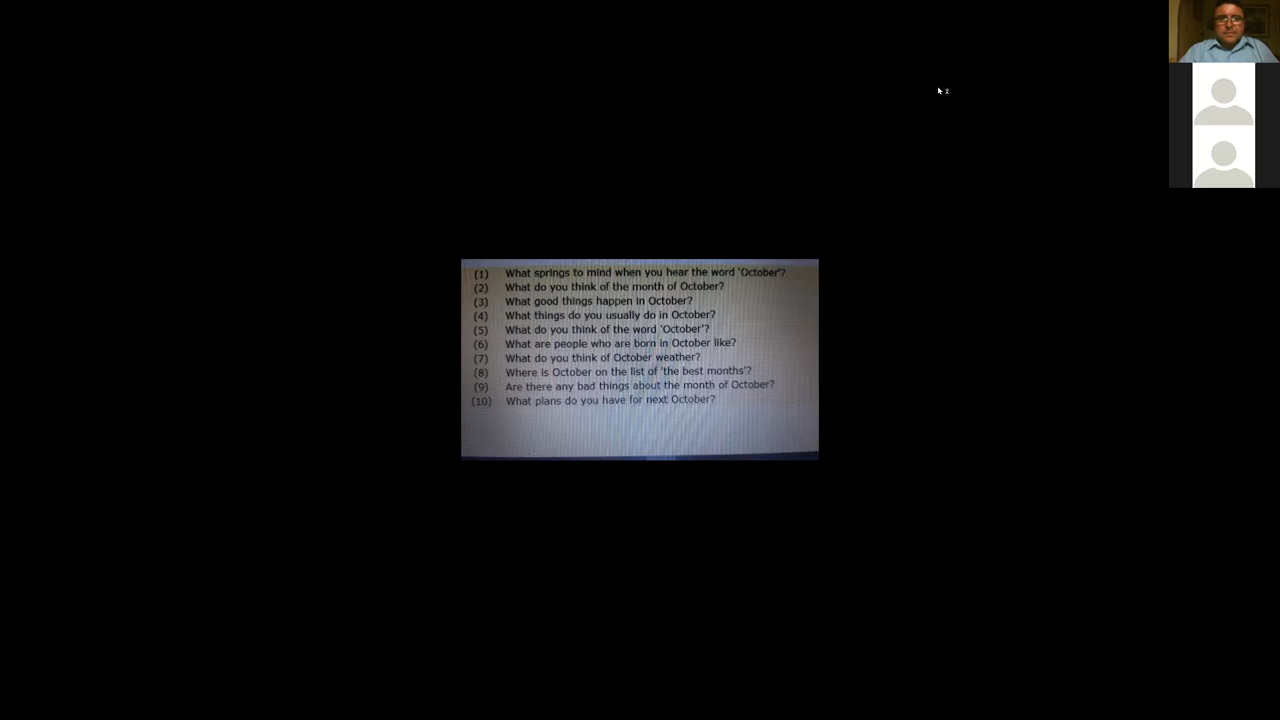 (1) What springs to mind when you hear the word 'October'?
(2) What do you think of the month of October?
(3) What good things happen in October?
(4) What things do you usually do in October?
(5) What do you think of the word 'October'?
(6) What are people who are born in October like?
(7) What do you think of October weather?
(8) Where is October on the list of 'the best months'?
(9) Are there any bad things about the month of October?
(10) What plans do you have for next October?